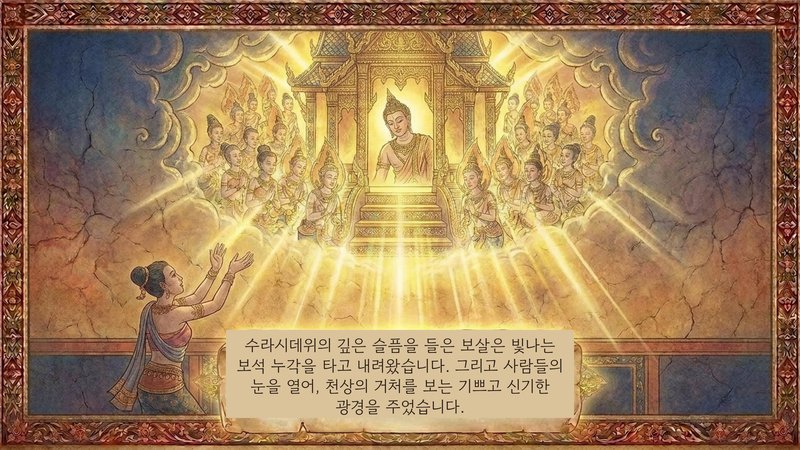 수라시데위의 깊은 슬픔을 들은 보살은 빛나는
보석 누각을 타고 내려왔습니다. 그리고 사람들의
눈을 열어, 천상의 거처를 보는 기쁘고 신기한
광경을 주었습니다.